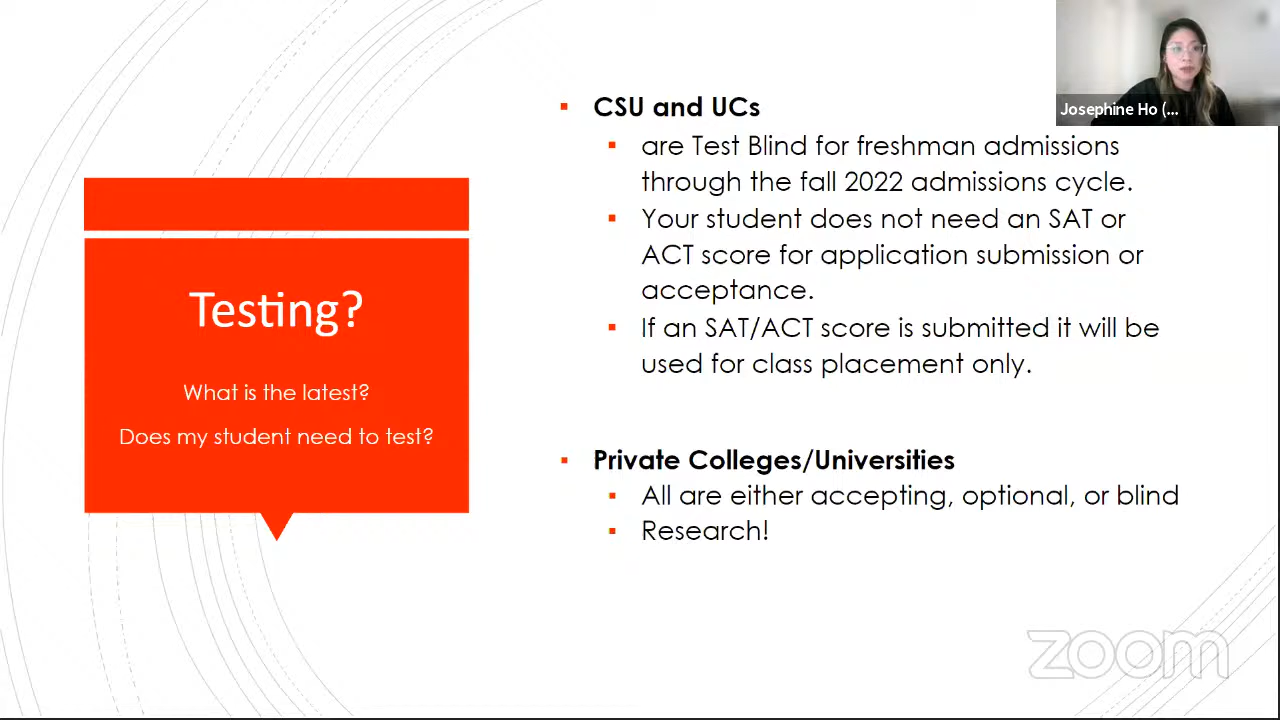 Testing?
What is the latest?
Does my student need to test?
CSU and UCs
are Test Blind for freshman admissions
through the fall 2022 admissions cycle.
Your student does not need an SAT or
ACT score for application submission or
acceptance.
If an SAT/ACT score is submitted it will be
used for class placement only.
Private Colleges/Universities
All are either accepting, optional, or blind
Research!
Josephine Ho (...
zoom